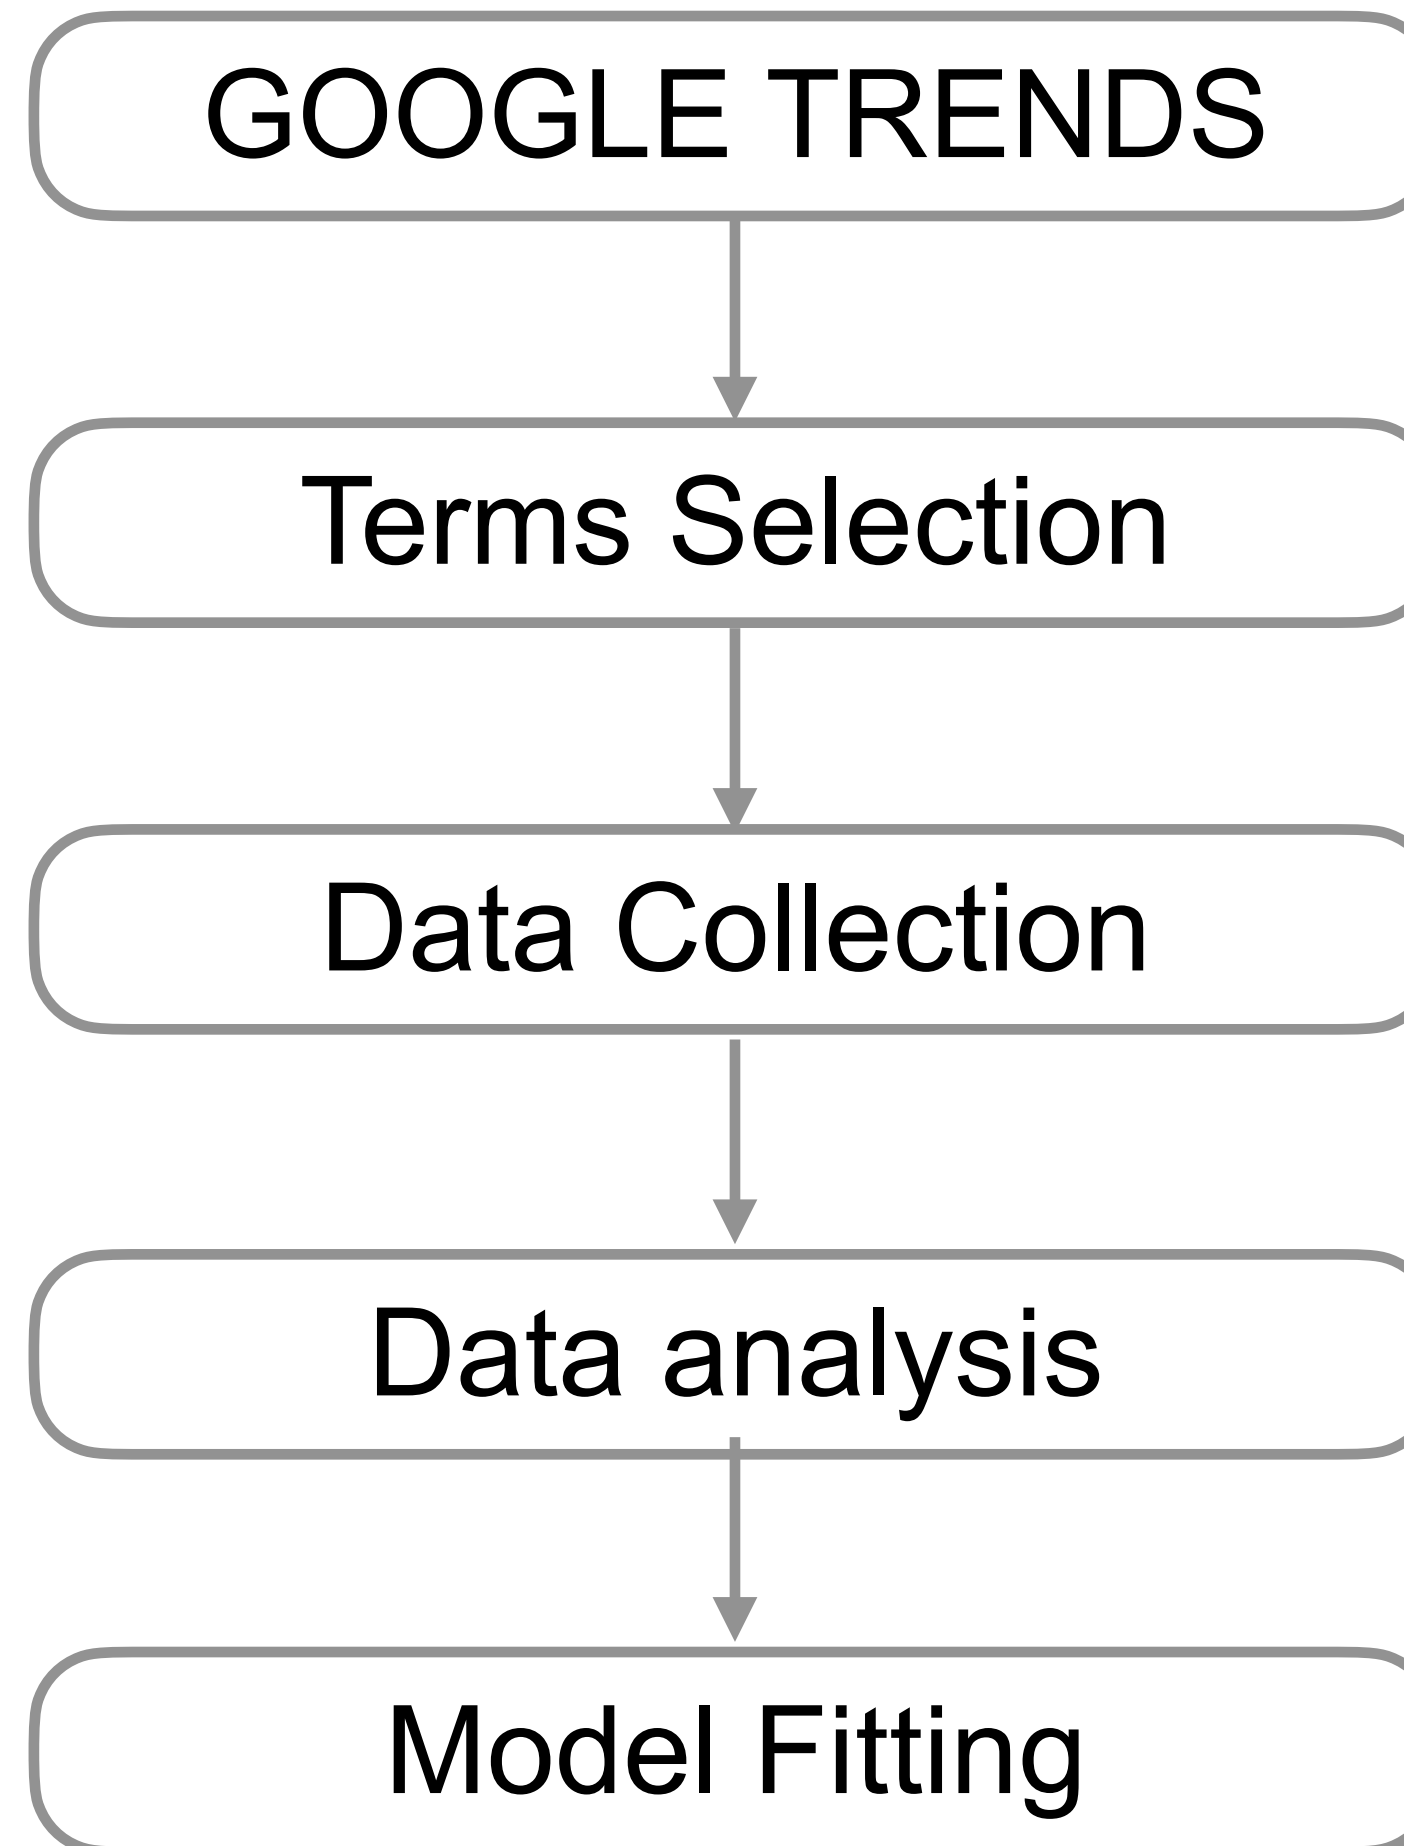 GOOGLE TRENDS
Terms Selection
Data Collection
Data analysis
Model Fitting